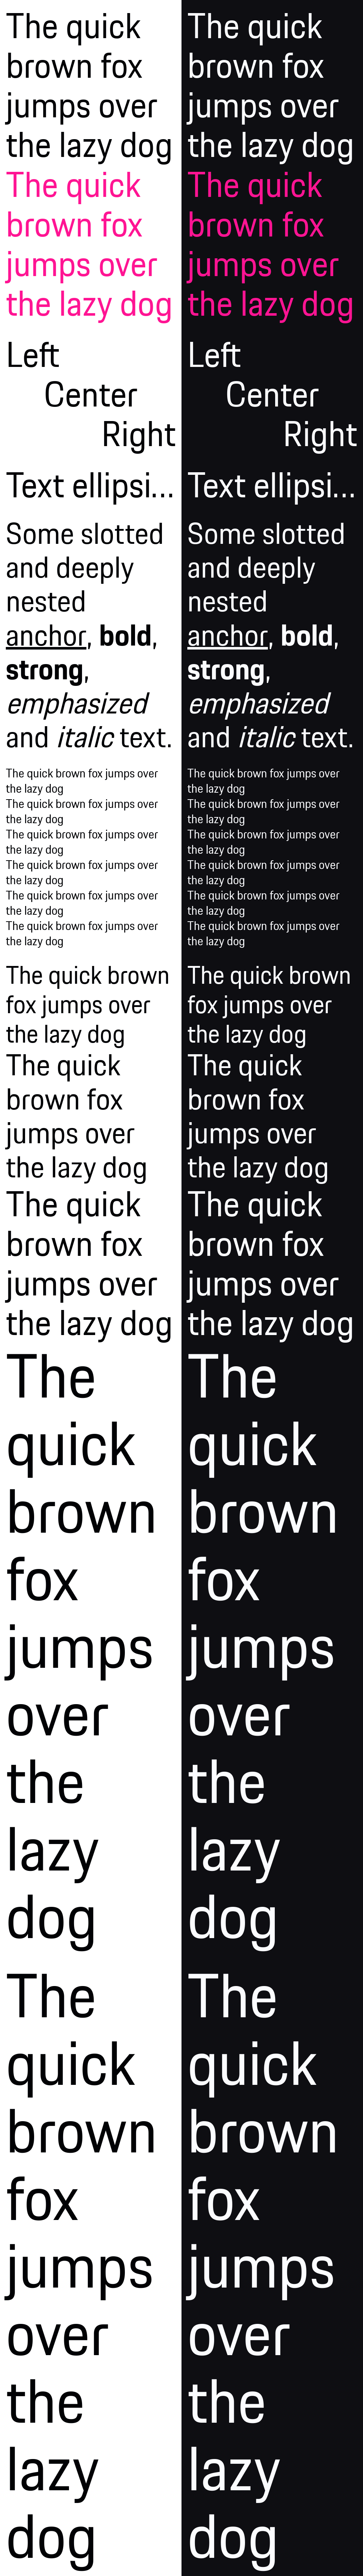 The quick
brown fox
jumps over
the lazy dog
The quick
brown fox
jumps over
the lazy dog
Left
Center
Right
Text ellipsi…
Some slotted
and deeply
nested
anchor, bold,
strong,
emphasized
and italic text.
The quick brown fox jumps over
the lazy dog
The quick brown fox jumps over
the lazy dog
The quick brown fox jumps over
the lazy dog
The quick brown fox jumps over
the lazy dog
The quick brown fox jumps over
the lazy dog
The quick brown fox jumps over
the lazy dog
The quick brown
fox jumps over
the lazy dog
The quick
brown fox
jumps over
the lazy dog
The quick
brown fox
jumps over
the lazy dog
The
quick
brown
fox
jumps
over
the
lazy
dog
The
quick
brown
fox
jumps
over
the
lazy
dog
The quick
brown fox
jumps over
the lazy dog
The quick
brown fox
jumps over
the lazy dog
Left
Center
Right
Text ellipsi…
Some slotted
and deeply
nested
anchor, bold,
strong,
emphasized
and italic text.
The quick brown fox jumps over
the lazy dog
The quick brown fox jumps over
the lazy dog
The quick brown fox jumps over
the lazy dog
The quick brown fox jumps over
the lazy dog
The quick brown fox jumps over
the lazy dog
The quick brown fox jumps over
the lazy dog
The quick brown
fox jumps over
the lazy dog
The quick
brown fox
jumps over
the lazy dog
The quick
brown fox
jumps over
the lazy dog
The
quick
brown
fox
jumps
over
the
lazy
dog
The
quick
brown
fox
jumps
over
the
lazy
dog